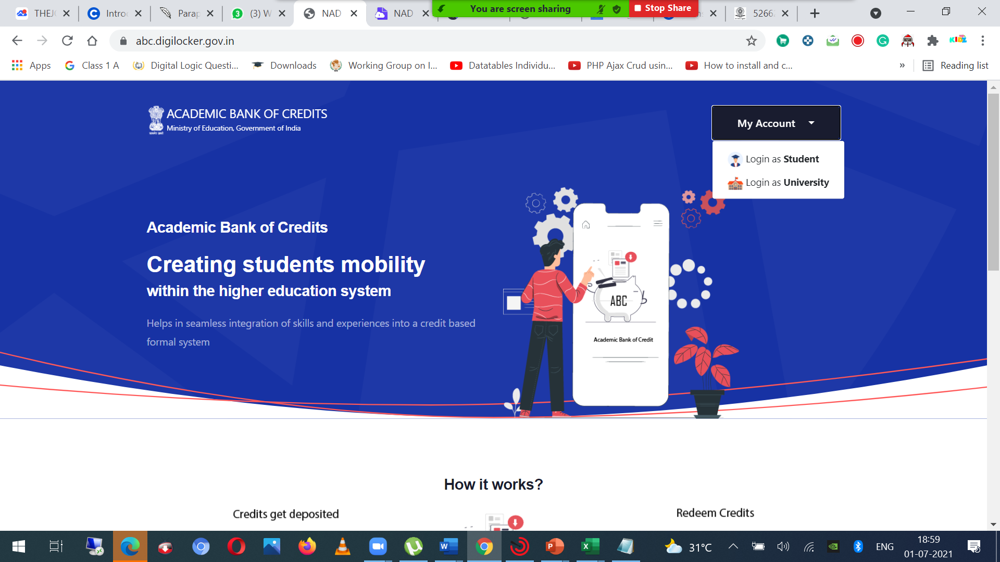 THEJ
Intro
Parap
(3) W
NAD
NAD
You are screen sharing
Stop Share
5266
abc.digilocker.gov.in
Apps
Class 1 A
Digital Logic Questi...
Downloads
Working Group on I...
Datatables Individu...
PHP Ajax Crud usin...
How to install and c...
»
Reading list
ACADEMIC BANK OF CREDITS
Ministry of Education, Government of India
My Account
Login as Student
Login as University
Academic Bank of Credits
Creating students mobility
within the higher education system
Helps in seamless integration of skills and experiences into a credit based
formal system
ABC
Academic Bank of Credit
How it works?
Credits get deposited
Redeem Credits
31°C
ENG
18:59
01-07-2021